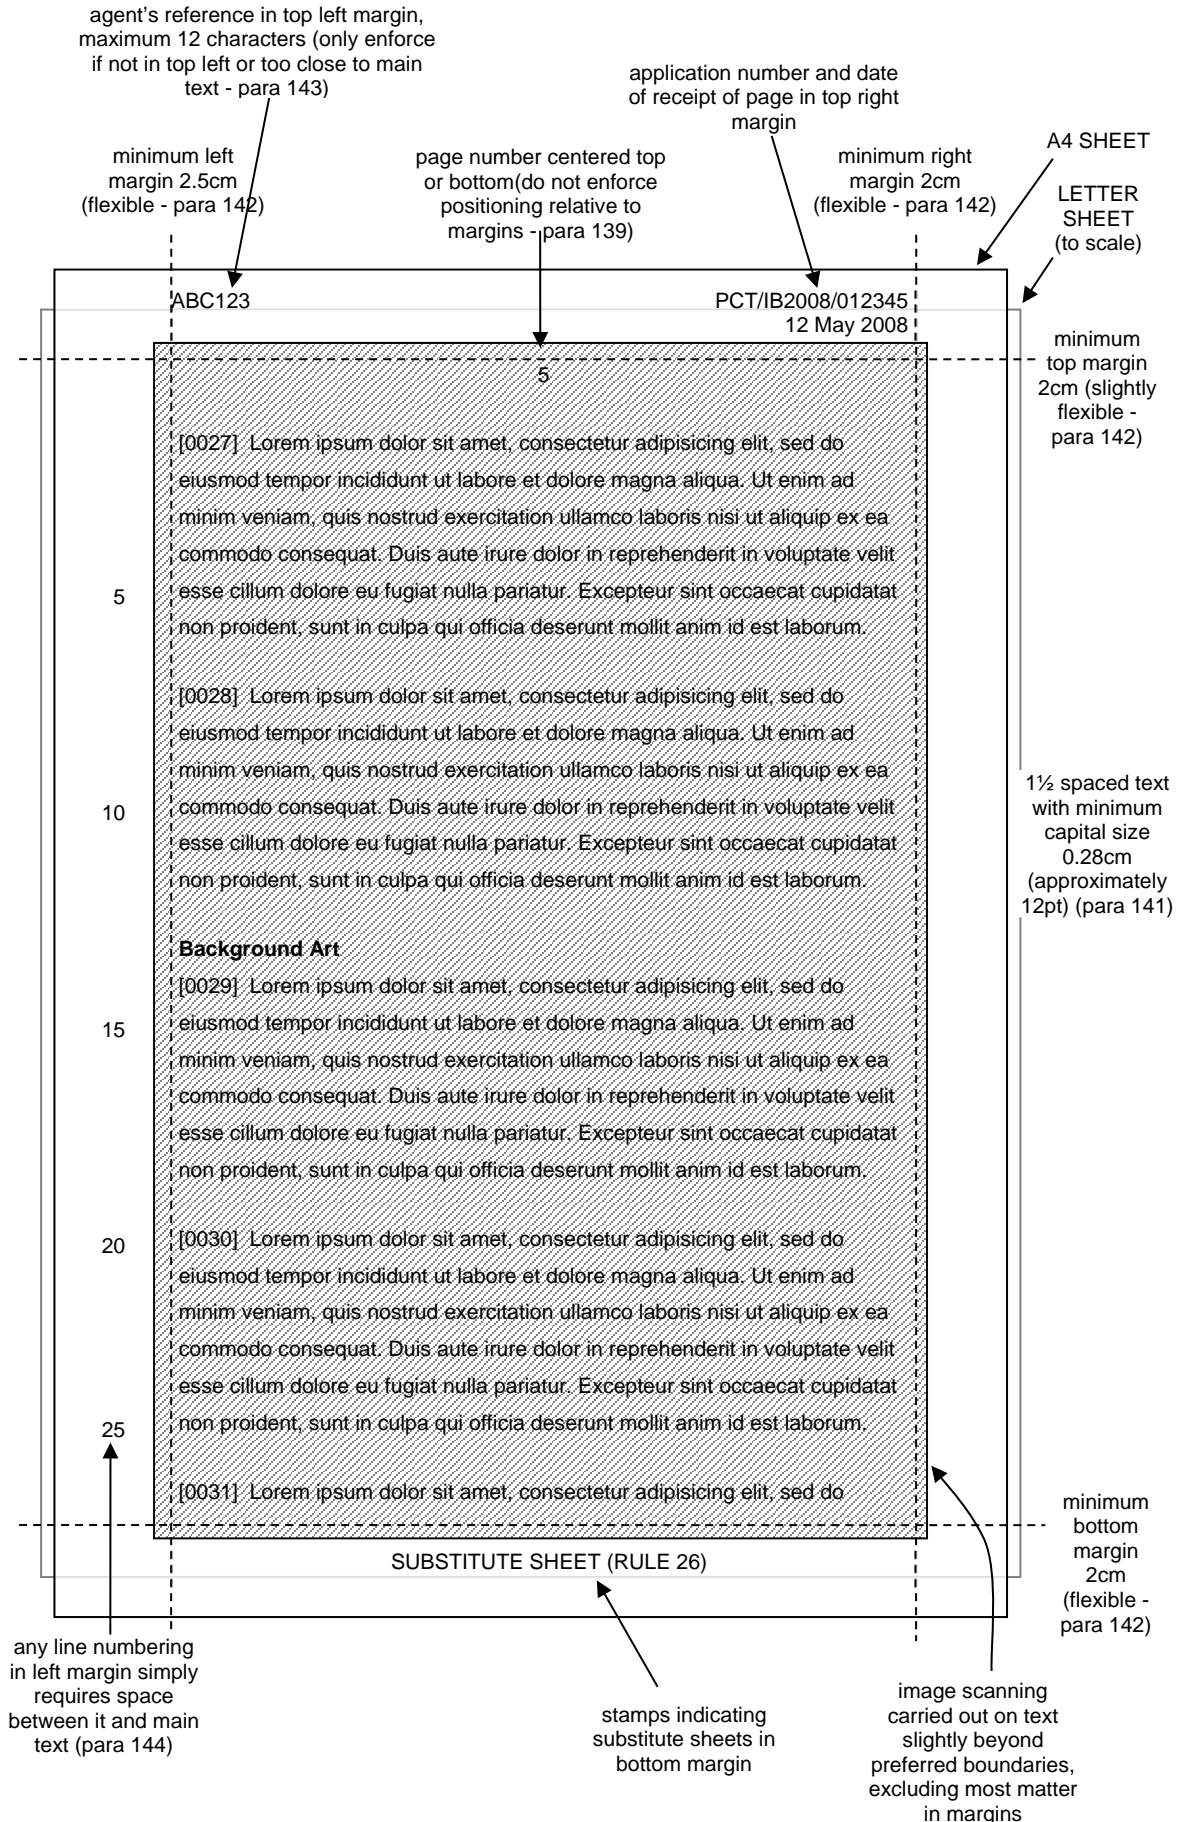 agent's reference in top left margin,
maximum 12 characters (only enforce
if not in top left or too close to main
text - para 143)
application number and date
of receipt of page in top right
margin
A4 SHEET
minimum left
margin 2.5cm
(flexible - para 142)
page number centered top
or bottom(do not enforce
positioning relative to
margins - para 139)
minimum right
margin 2cm
(flexible - para 142)
LETTER
SHEET
(to scale)
ABC123
PCT/IB2008/012345
12 May 2008
minimum
top margin
2cm (slightly
flexible -
para 142)
5
[0027]  Lorem ipsum dolor sit amet, consectetur adipisicing elit, sed do
eiusmod tempor incididunt ut labore et dolore magna aliqua. Ut enim ad
minim veniam, quis nostrud exercitation ullamco laboris nisi ut aliquip ex ea
commodo consequat. Duis aute irure dolor in reprehenderit in voluptate velit
5
esse cillum dolore eu fugiat nulla pariatur. Excepteur sint occaecat cupidatat
non proident, sunt in culpa qui officia deserunt mollit anim id est laborum.
[0028]  Lorem ipsum dolor sit amet, consectetur adipisicing elit, sed do
eiusmod tempor incididunt ut labore et dolore magna aliqua. Ut enim ad
minim veniam, quis nostrud exercitation ullamco laboris nisi ut aliquip ex ea
10
commodo consequat. Duis aute irure dolor in reprehenderit in voluptate velit
esse cillum dolore eu fugiat nulla pariatur. Excepteur sint occaecat cupidatat
non proident, sunt in culpa qui officia deserunt mollit anim id est laborum.
1½ spaced text
with minimum
capital size
0.28cm
(approximately
12pt) (para 141)
Background Art
[0029]  Lorem ipsum dolor sit amet, consectetur adipisicing elit, sed do
15
eiusmod tempor incididunt ut labore et dolore magna aliqua. Ut enim ad
minim veniam, quis nostrud exercitation ullamco laboris nisi ut aliquip ex ea
commodo consequat. Duis aute irure dolor in reprehenderit in voluptate velit
esse cillum dolore eu fugiat nulla pariatur. Excepteur sint occaecat cupidatat
non proident, sunt in culpa qui officia deserunt mollit anim id est laborum.
20
[0030]  Lorem ipsum dolor sit amet, consectetur adipisicing elit, sed do
eiusmod tempor incididunt ut labore et dolore magna aliqua. Ut enim ad
minim veniam, quis nostrud exercitation ullamco laboris nisi ut aliquip ex ea
commodo consequat. Duis aute irure dolor in reprehenderit in voluptate velit
esse cillum dolore eu fugiat nulla pariatur. Excepteur sint occaecat cupidatat
25
non proident, sunt in culpa qui officia deserunt mollit anim id est laborum.
[0031]  Lorem ipsum dolor sit amet, consectetur adipisicing elit, sed do
minimum
bottom
margin
2cm
(flexible -
para 142)
SUBSTITUTE SHEET (RULE 26)
any line numbering
in left margin simply
requires space
between it and main
text (para 144)
stamps indicating
substitute sheets in
bottom margin
image scanning
carried out on text
slightly beyond
preferred boundaries,
excluding most matter
in margins